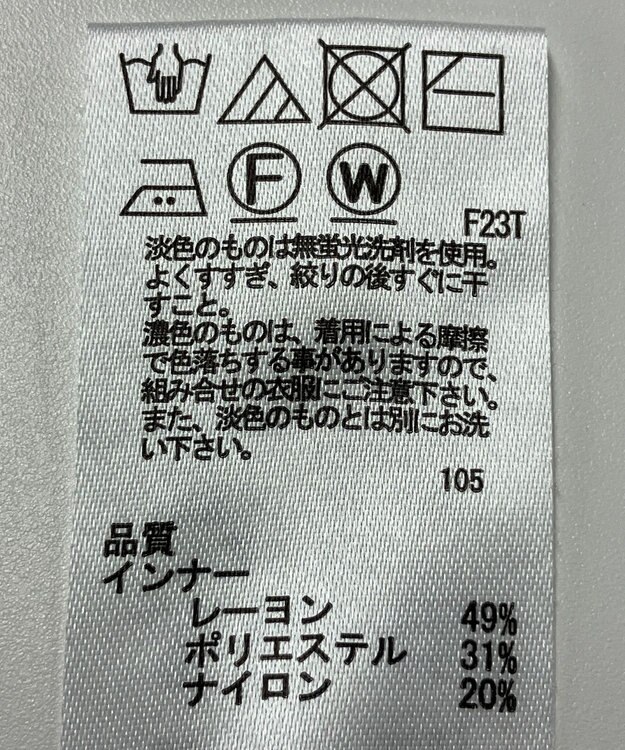 F W
F23T
淡色のものは無蛍光洗剤を使用。
よくすすぎ、絞りの後すぐに干
すこと。
濃色のものは、着用による摩擦
で色落ちする事がありますので、
組み合せの衣服にご注意下さい。
また、淡色のものとは別にお洗
い下さい。
105
品質
インナー
レーヨン 49%
ポリエステル 31%
ナイロン 20%